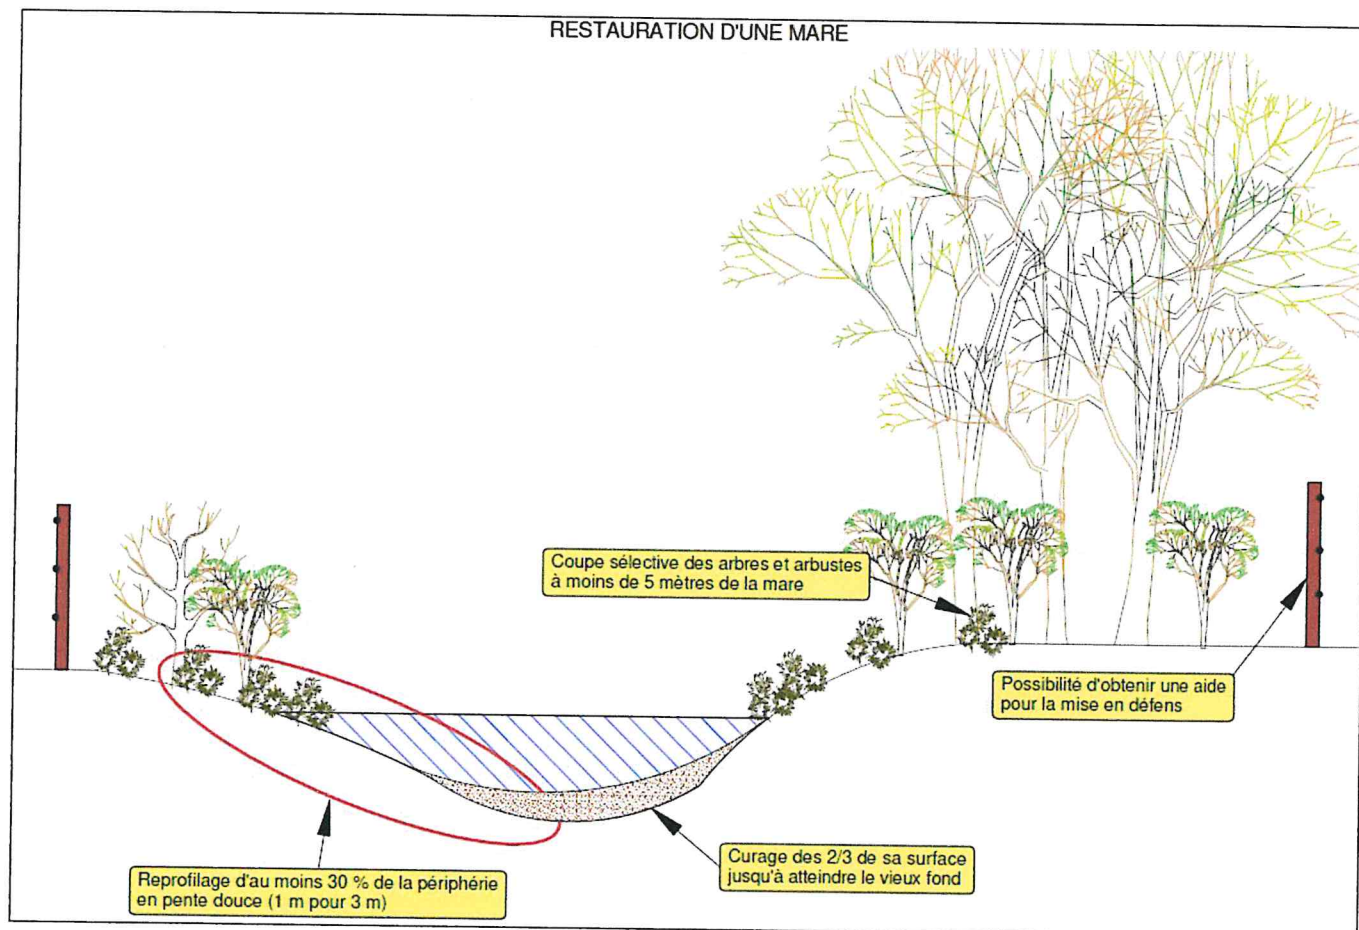 RESTAURATION D'UNE MARE
Coupe sélective des arbres et arbustes
à moins de 5 mètres de la mare
Possibilité d'obtenir une aide
pour la mise en défens
Curage des 2/3 de sa surface
jusqu'à atteindre le vieux fond
Reprofilage d'au moins 30 % de la périphérie
en pente douce (1 m pour 3 m)